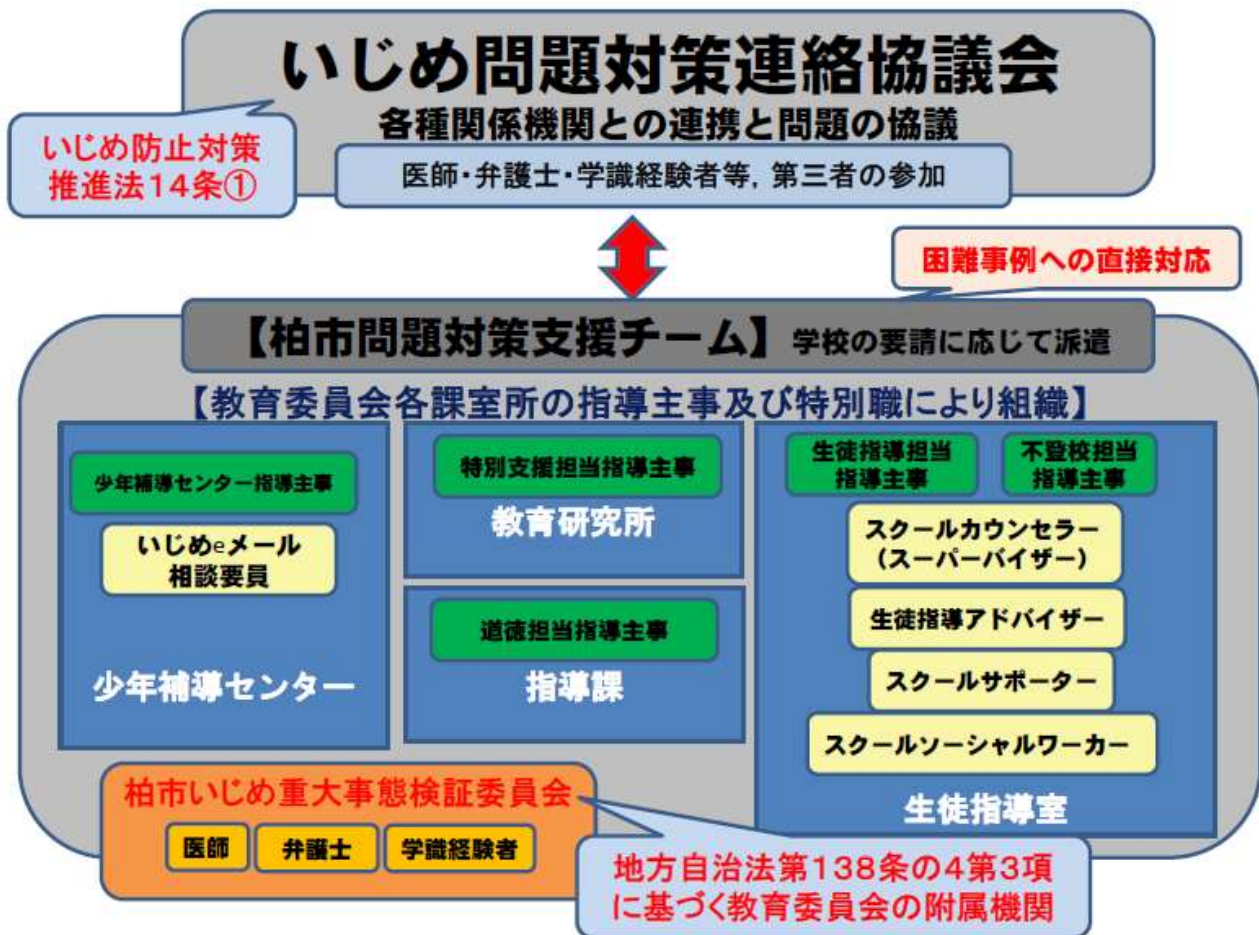 いじめ問題対策連絡協議会
各種関係機関との連携と問題の協議
医師・弁護士・学識経験者等，第三者の参加
いじめ防止対策
推進法１４条①
困難事例への直接対応
【柏市問題対策支援チーム】 学校の要請に応じて派遣
【教育委員会各課室所の指導主事及び特別職により組織】
少年補導センター指導主事
いじめeメール
相談要員
少年補導センター
特別支援担当指導主事
教育研究所
道徳担当指導主事
指導課
生徒指導担当
指導主事
不登校担当
指導主事
スクールカウンセラー
（スーパーバイザー）
生徒指導アドバイザー
スクールサポーター
スクールソーシャルワーカー
生徒指導室
柏市いじめ重大事態検証委員会
医師
弁護士
学識経験者
地方自治法第１３８条の４第３項
に基づく教育委員会の附属機関